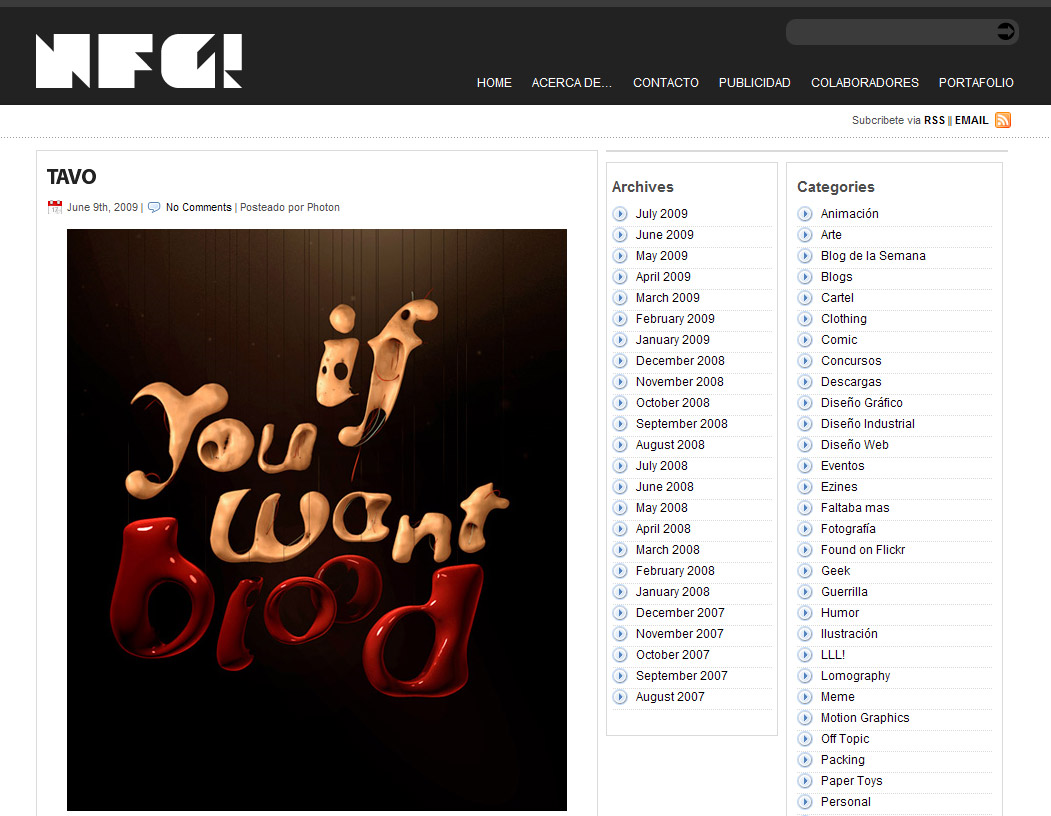 NFG!
HOME ACERCA DE... CONTACTO PUBLICIDAD COLABORADORES PORTAFOLIO
Subcribete via RSS | EMAIL
TAVO
June 9th, 2009 | No Comments | Posteado por Photon
if
you
want
blood
Archives
July 2009
June 2009
May 2009
April 2009
March 2009
February 2009
January 2009
December 2008
November 2008
October 2008
September 2008
August 2008
July 2008
June 2008
May 2008
April 2008
March 2008
February 2008
January 2008
December 2007
November 2007
October 2007
September 2007
August 2007
Categories
Animación
Arte
Blog de la Semana
Blogs
Cartel
Clothing
Comic
Concursos
Descargas
Diseño Gráfico
Diseño Industrial
Diseño Web
Eventos
Ezines
Faltaba mas
Fotografía
Found on Flickr
Geek
Guerrilla
Humor
Ilustración
LLL!
Lomography
Meme
Motion Graphics
Off Topic
Packing
Paper Toys
Personal